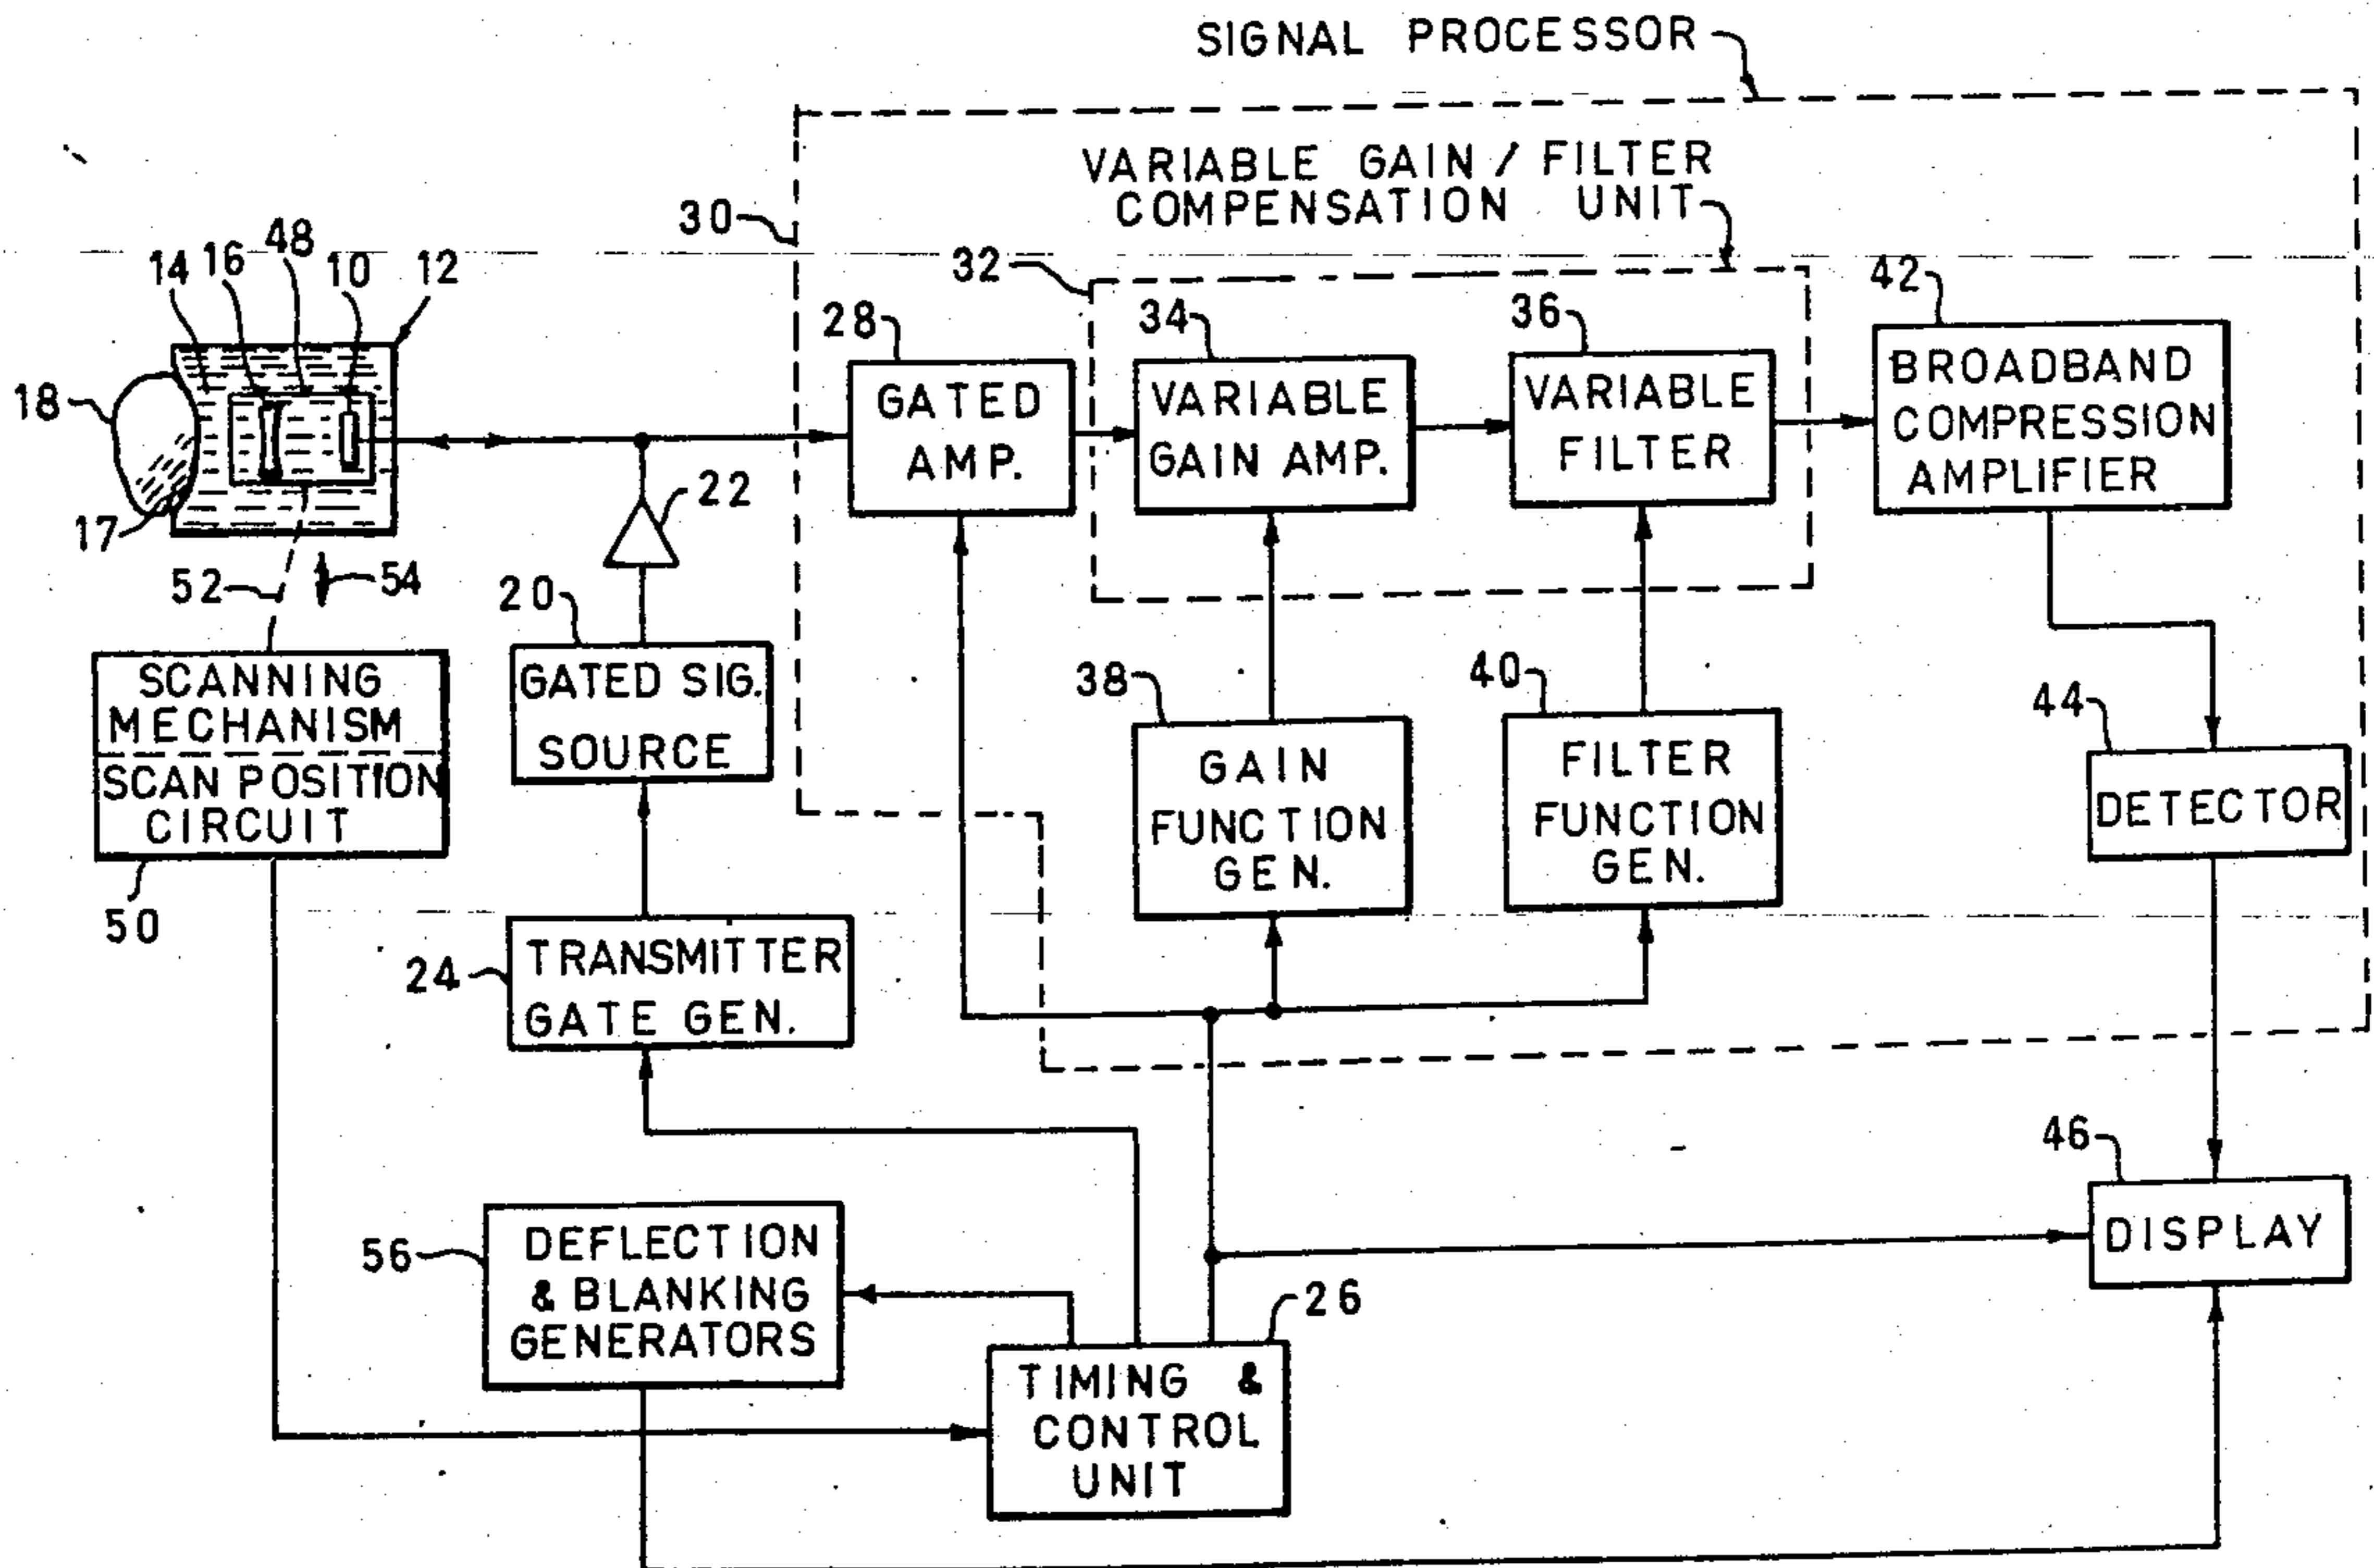 SIGNAL PROCESSOR
VARIABLE GAIN / FILTER
COMPENSATION UNIT
30
32
14
16
48
10
12
18
17
28
GATED
AMP.
34
VARIABLE
GAIN AMP.
36
VARIABLE
FILTER
42
BROADBAND
COMPRESSION
AMPLIFIER
22
52
54
20
GATED SIG.
SOURCE
SCANNING
MECHANISM
SCAN POSITION
CIRCUIT
50
38
GAIN
FUNCTION
GEN.
40
FILTER
FUNCTION
GEN.
44
DETECTOR
24
TRANSMITTER
GATE GEN.
46
DISPLAY
56
DEFLECTION
& BLANKING
GENERATORS
26
TIMING &
CONTROL
UNIT